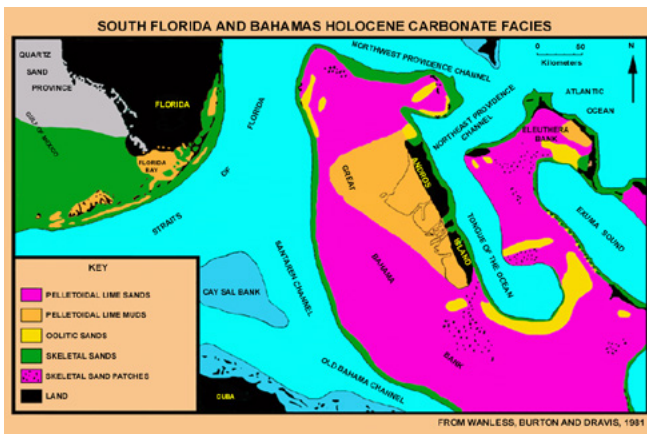 SOUTH FLORIDA AND BAHAMAS HOLOCENE CARBONATE FACIES
QUARTZ
SAND
PROVINCE
GULF OF MEXICO
FLORIDA
FLORIDA
BAY
STRAITS
OF
FLORIDA
NORTHWEST PROVIDENCE CHANNEL
NORTHEAST PROVIDENCE
CHANNEL
0 50
Kilometers
N
ATLANTIC
OCEAN
ELEUTHERA
BANK
EXUMA SOUND
GREAT
BAHAMA
BANK
ANDROS
ISLAND
TONGUE OF THE OCEAN
SANTAREN CHANNEL
CAY SAL BANK
OLD BAHAMA CHANNEL
CUBA
KEY
PELLETOIDAL LIME SANDS
PELLETOIDAL LIME MUDS
OOLITIC SANDS
SKELETAL SANDS
SKELETAL SAND PATCHES
LAND
FROM WANLESS, BURTON AND DRAVIS, 1981